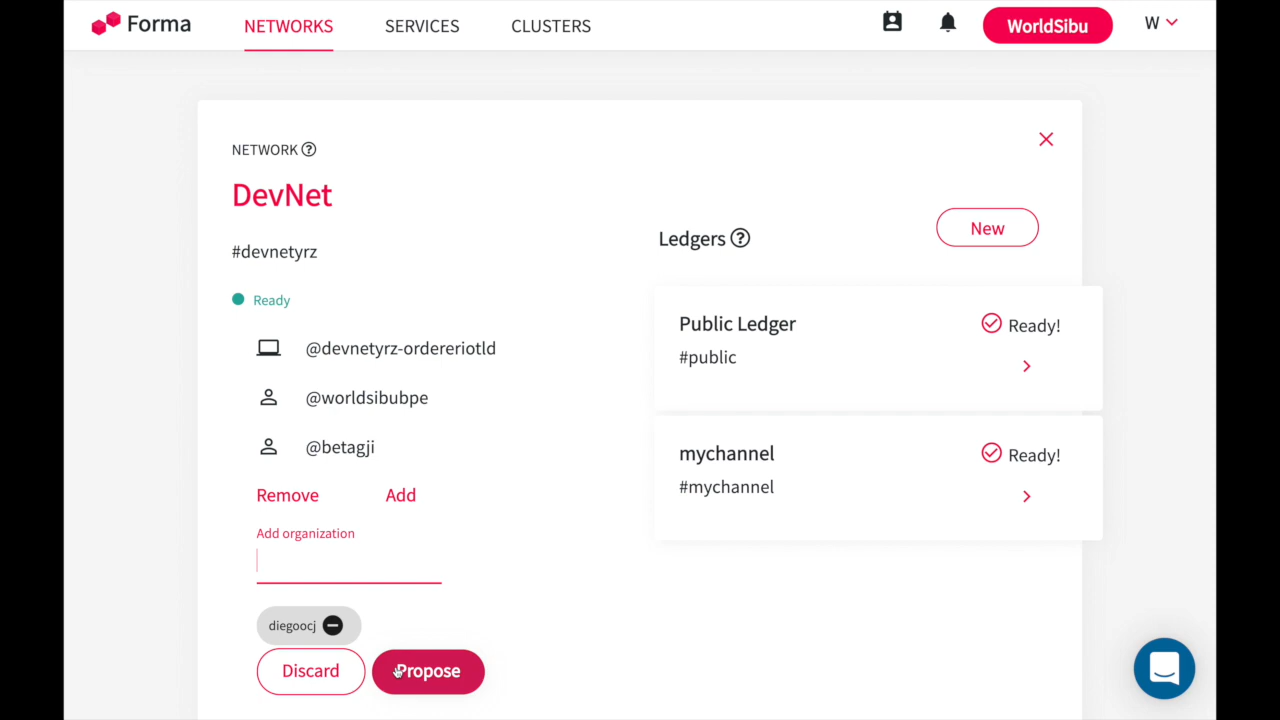 Forma
NETWORKS
SERVICES
CLUSTERS
WorldSibu
W
NETWORK
DevNet
#devnetyrz
Ready
@devnetyrz-ordereriotld
@worldsibubpe
@betagji
Remove
Add
Add organization
diegoocj
Discard
Propose
Ledgers
New
Public Ledger
Ready!
#public
mychannel
Ready!
#mychannel